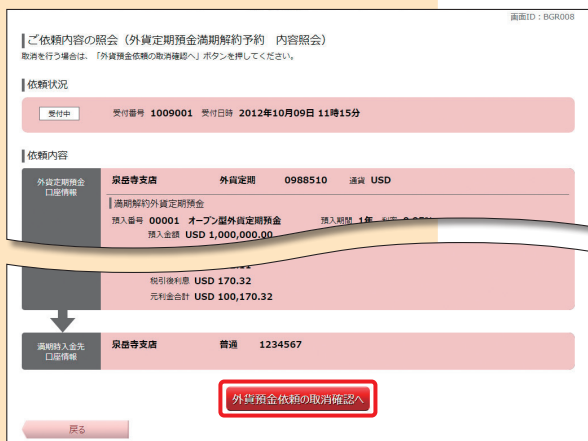 画面ID：BGR008
ご依頼内容の照会（外貨定期預金満期解約予約　内容照会）
取消を行う場合は、「外貨預金依頼の取消確認へ」ボタンを押してください。
依頼状況
受付中　受付番号 1009001　受付日時 2012年10月09日 11時15分
依頼内容
外貨定期預金
口座情報
泉岳寺支店　外貨定期　0988510　通貨 USD
満期解約外貨定期預金
預入番号 00001 オープン型外貨定期預金　預入期間 1年
預入金額 USD 1,000,000.00
税引後利息 USD 170.32
元利金合計 USD 100,170.32
満期時入金先
口座情報
泉岳寺支店　普通　1234567
外貨預金依頼の取消確認へ
戻る